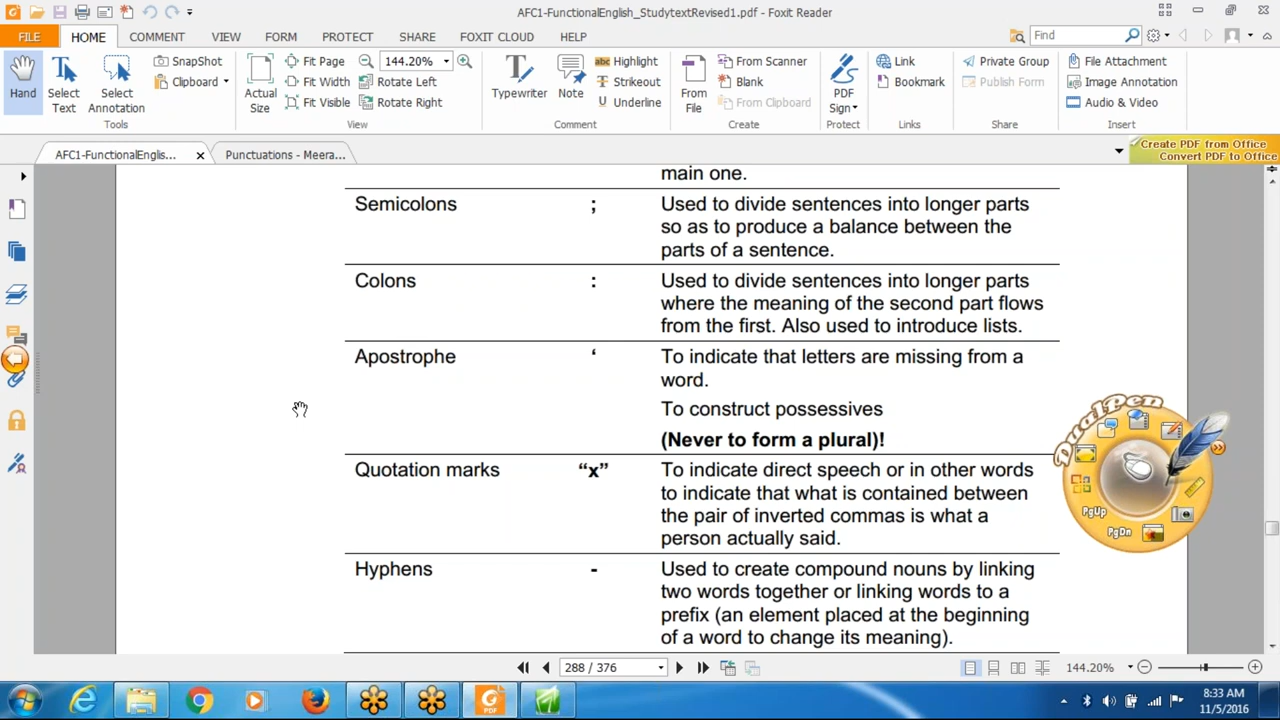 AFC1-FunctionalEnglish_StudytextRevised1.pdf - Foxit Reader
FILE HOME COMMENT VIEW FORM PROTECT SHARE FOXIT CLOUD HELP Find
Hand
Select Text
Select Annotation
SnapShot
Clipboard
Tools
Actual Size
Fit Page
Fit Width
Fit Visible
144.20%
Rotate Left
Rotate Right
View
Typewriter
Note
abc Highlight
Strikeout
U Underline
Comment
From File
From Scanner
Blank
From Clipboard
Create
PDF Sign
Protect
Link
Bookmark
Links
Private Group
Publish Form
Share
File Attachment
Image Annotation
Audio & Video
Insert
AFC1-FunctionalEnglis... Punctuations - Meera...
Create PDF from Office
Convert PDF to Office
main one.
Semicolons ; Used to divide sentences into longer parts
so as to produce a balance between the
parts of a sentence.
Colons : Used to divide sentences into longer parts
where the meaning of the second part flows
from the first. Also used to introduce lists.
Apostrophe ‘ To indicate that letters are missing from a
word.
To construct possessives
(Never to form a plural)!
Quotation marks “x” To indicate direct speech or in other words
to indicate that what is contained between
the pair of inverted commas is what a
person actually said.
Hyphens - Used to create compound nouns by linking
two words together or linking words to a
prefix (an element placed at the beginning
of a word to change its meaning).
DualPen
PgUp
PgDn
288 / 376
144.20%
PDF
8:33 AM
11/5/2016